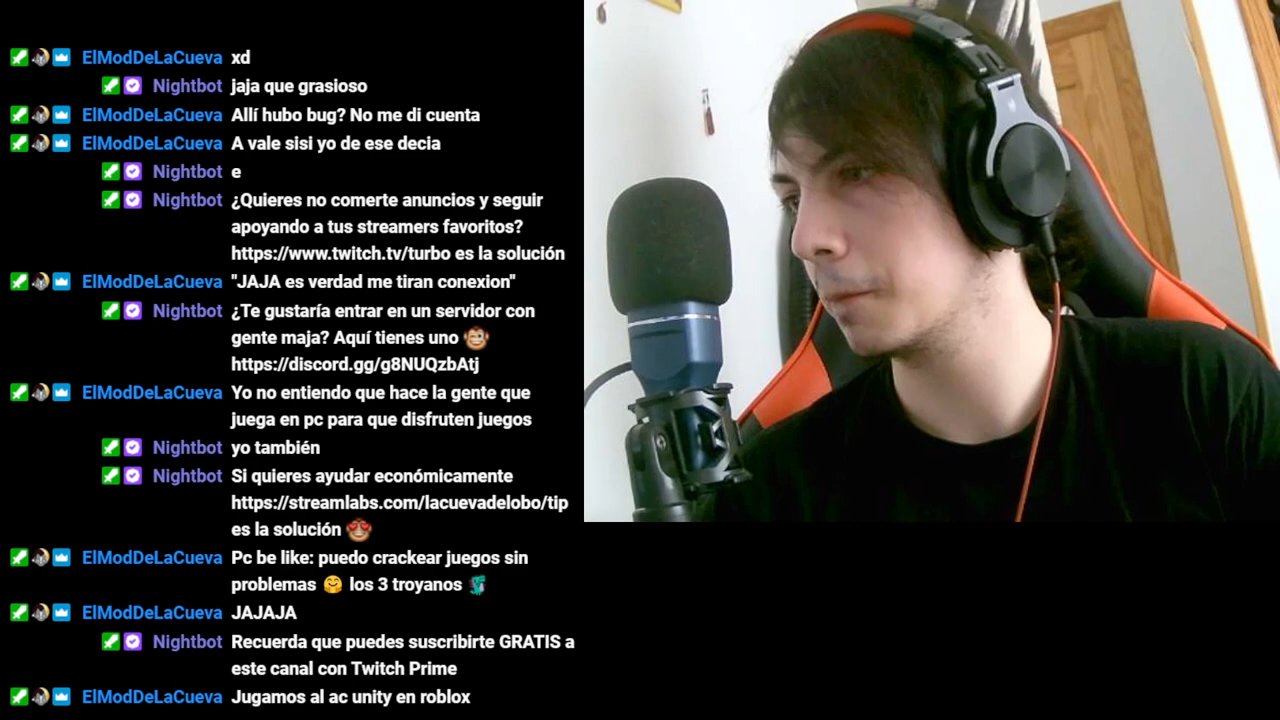 ElModDeLaCueva xd
Nightbot jaja que grasioso
ElModDeLaCueva Allí hubo bug? No me di cuenta
ElModDeLaCueva A vale sisi yo de ese decia
Nightbot e
Nightbot ¿Quieres no comerte anuncios y seguir
apoyando a tus streamers favoritos?
https://www.twitch.tv/turbo es la solución
ElModDeLaCueva "JAJA es verdad me tiran conexion"
Nightbot ¿Te gustaría entrar en un servidor con
gente maja? Aquí tienes uno
https://discord.gg/g8NUQzbAtj
ElModDeLaCueva Yo no entiendo que hace la gente que
juega en pc para que disfruten juegos
Nightbot yo también
Nightbot Si quieres ayudar económicamente
https://streamlabs.com/lacuevadelobo/tip
es la solución
ElModDeLaCueva Pc be like: puedo crackear juegos sin
problemas 🤗 los 3 troyanos
ElModDeLaCueva JAJAJA
Nightbot Recuerda que puedes suscribirte GRATIS a
este canal con Twitch Prime
ElModDeLaCueva Jugamos al ac unity en roblox